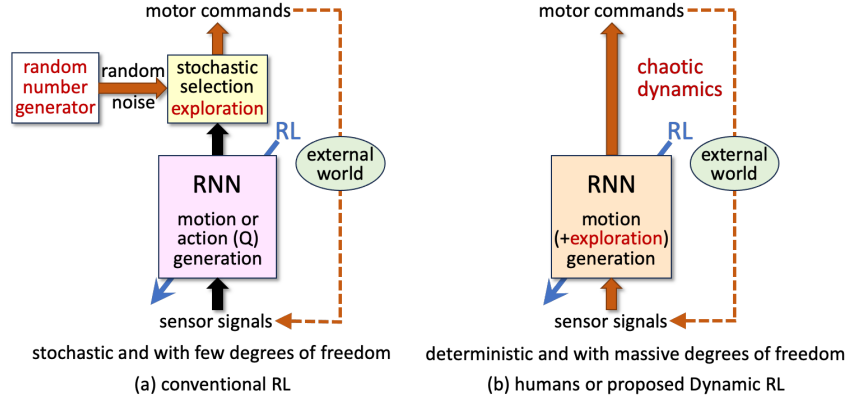 motor commands
random
number
generator
random
noise
stochastic
selection
exploration
RL
external
world
RNN
motion or
action (Q)
generation
sensor signals
stochastic and with few degrees of freedom
(a) conventional RL
motor commands
chaotic
dynamics
RL
external
world
RNN
motion
(+exploration)
generation
sensor signals
deterministic and with massive degrees of freedom
(b) humans or proposed Dynamic RL